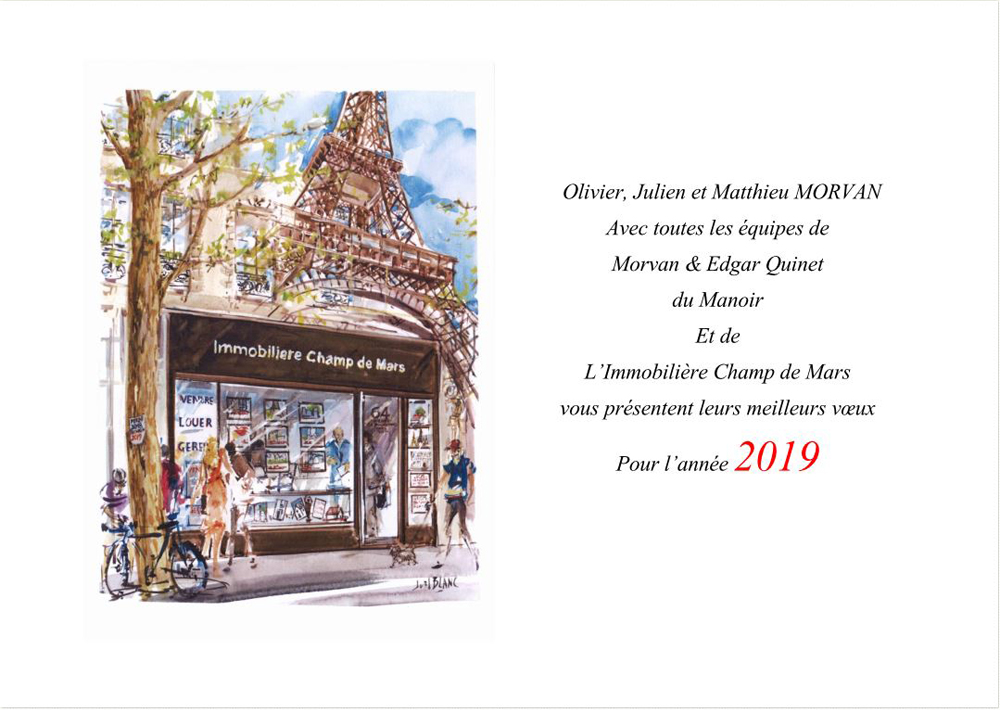 Immobiliere Champ de Mars
VENDRE
LOUER
GERER
64
Joël BLANC
Olivier, Julien et Matthieu MORVAN
Avec toutes les équipes de
Morvan & Edgar Quinet
du Manoir
Et de
L’Immobilière Champ de Mars
vous présentent leurs meilleurs vœux
Pour l’année 2019